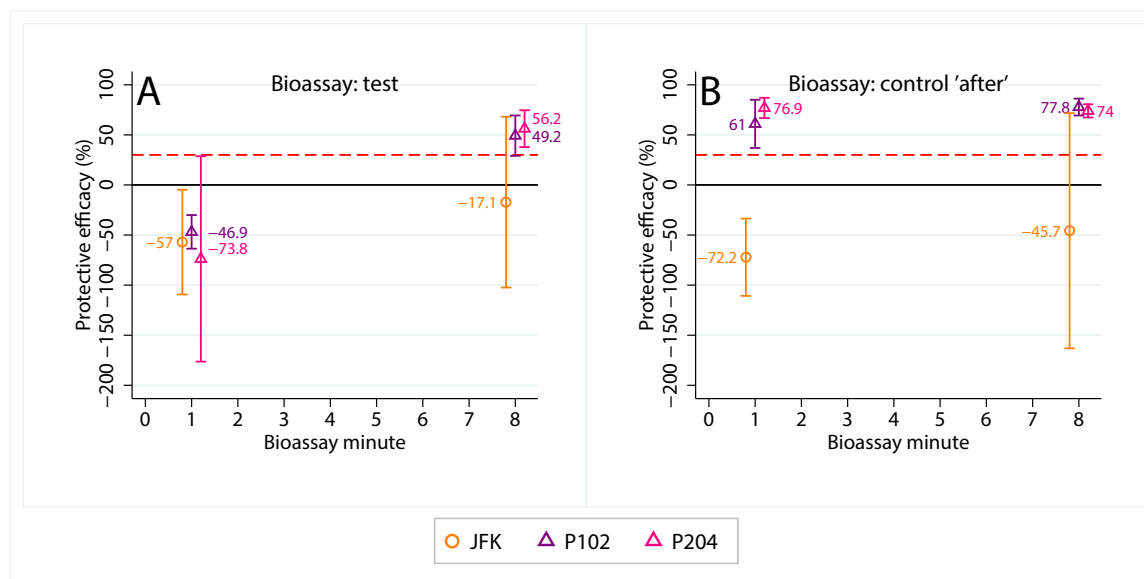 A
Bioassay: test
Protective efficacy (%)
100
50
0
−50
−100
−150
−200
−57
−46.9
−73.8
−17.1
56.2
49.2
0 1 2 3 4 5 6 7 8
Bioassay minute
B
Bioassay: control 'after'
Protective efficacy (%)
100
50
0
−50
−100
−150
−200
61
76.9
−72.2
77.8
74
−45.7
0 1 2 3 4 5 6 7 8
Bioassay minute
JFK P102 P204